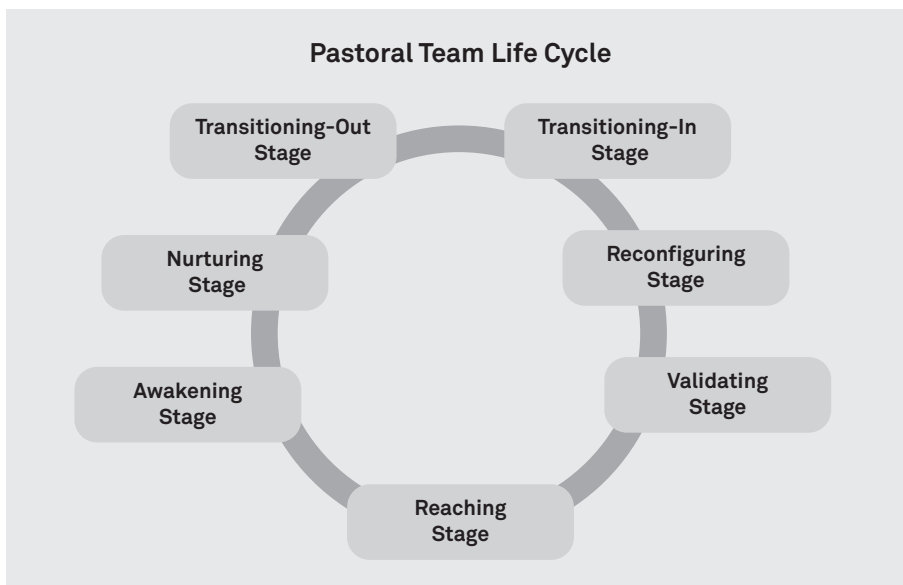 Pastoral Team Life Cycle
Transitioning-Out
Stage
Transitioning-In
Stage
Nurturing
Stage
Reconfiguring
Stage
Awakening
Stage
Validating
Stage
Reaching
Stage